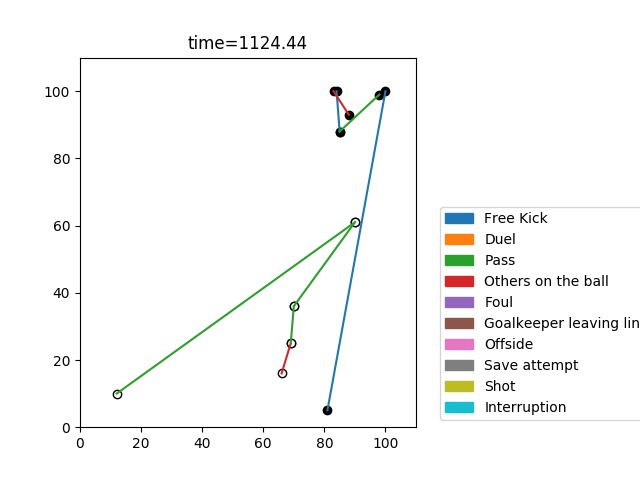 time=1124.44
100
80
60
40
20
0
0 20 40 60 80 100
Free Kick
Duel
Pass
Others on the ball
Foul
Goalkeeper leaving lin
Offside
Save attempt
Shot
Interruption